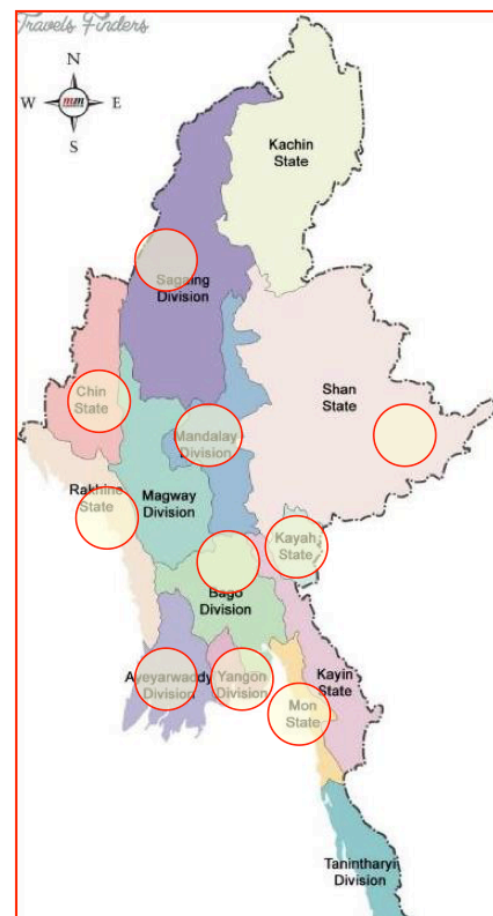 Travels Finders
N
W mm E
S
Kachin
State
Sagaing
Division
Chin
State
Shan
State
Mandalay
Division
Rakhine
State
Magway
Division
Kayah
State
Bago
Division
Ayeyarwaddy
Division
Yangon
Division
Kayin
State
Mon
State
Tanintharyi
Division